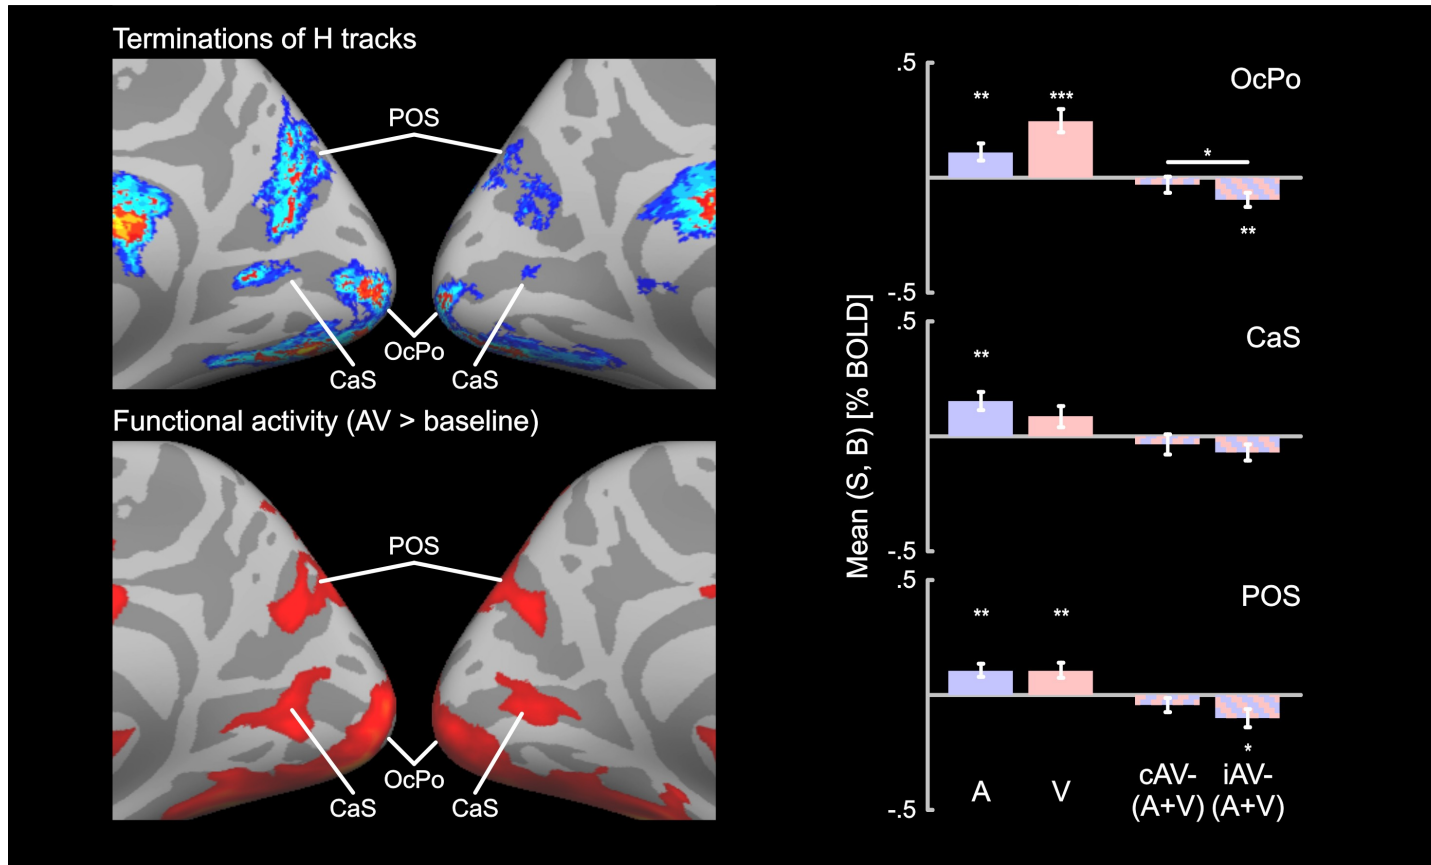 Terminations of H tracks
POS
OcPo
CaS
CaS
Functional activity (AV > baseline)
POS
OcPo
CaS
CaS
Mean (S, B) [% BOLD]
.5
OcPo
**
***
*
**
-.5
.5
CaS
**
-.5
.5
POS
**
**
*
-.5
A
V
cAV-
(A+V)
iAV-
(A+V)